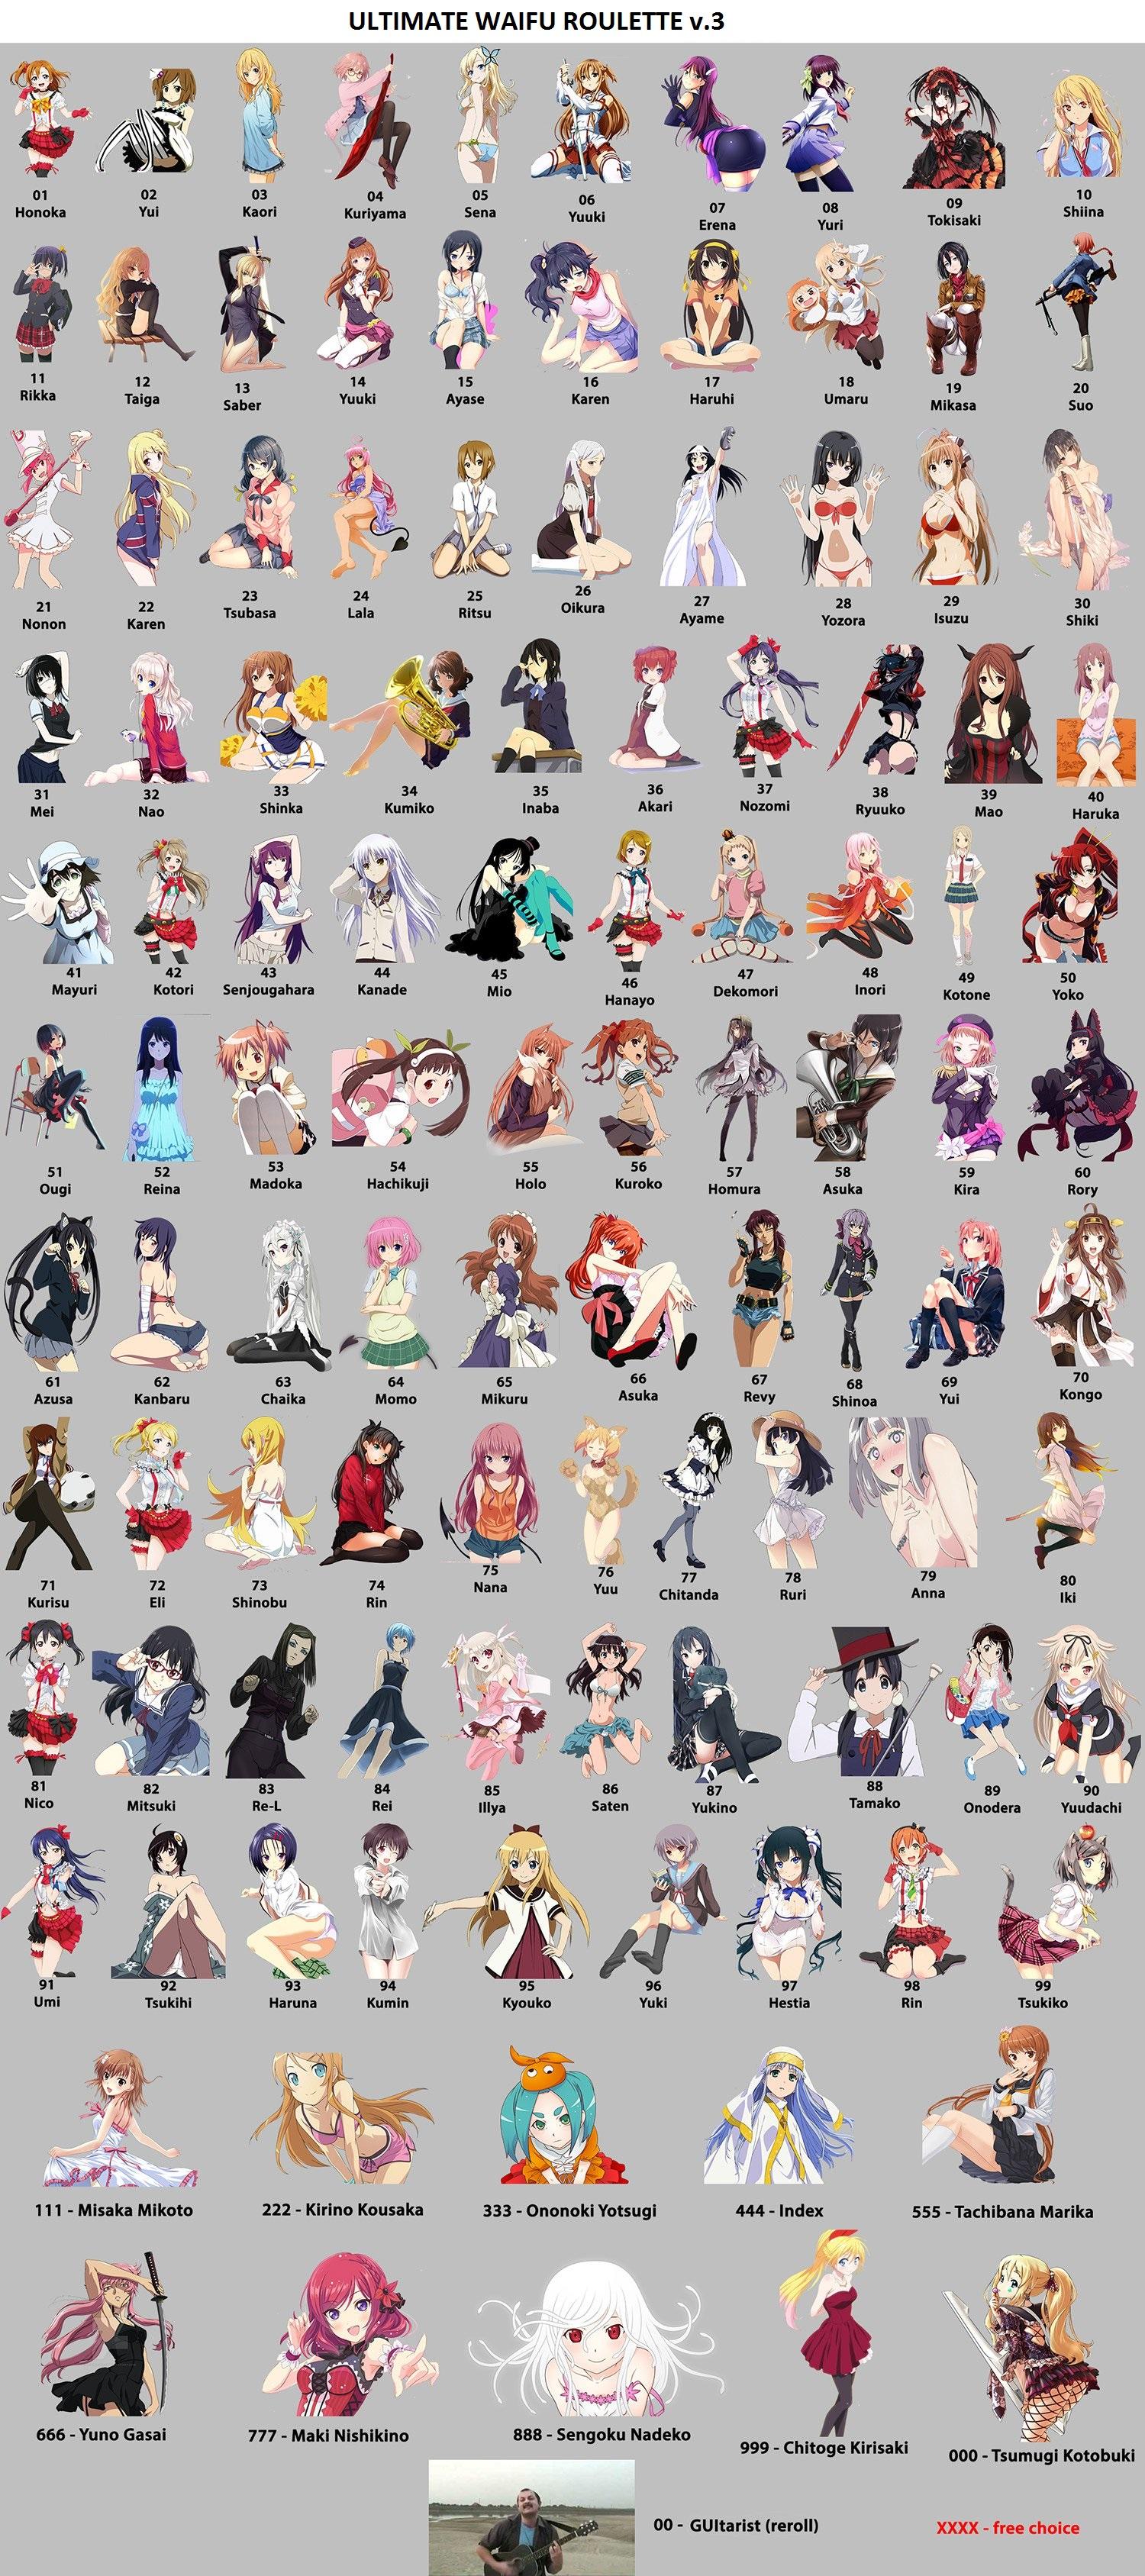 ULTIMATE WAIFU ROULETTE v.3
01 02 03 04 05 06 07 08 09 10
Honoka Yui Kaori Kuriyama Sena Yuuki Erena Yuri Tokisaki Shiina
11 12 13 14 15 16 17 18 19 20
Rikka Taiga Saber Yuuki Ayase Karen Haruhi Umaru Mikasa Suo
21 22 23 24 25 26 27 28 29 30
Nonon Karen Tsubasa Lala Ritsu Oikura Ayame Yozora Isuzu Shiki
31 32 33 34 35 36 37 38 39 40
Mei Nao Shinka Kumiko Inaba Akari Nozomi Ryuuko Mao Haruka
41 42 43 44 45 46 47 48 49 50
Mayuri Kotori Senjougahara Kanade Mio Hanayo Dekomori Inori Kotone Yoko
51 52 53 54 55 56 57 58 59 60
Ougi Reina Madoka Hachikuji Holo Kuroko Homura Asuka Kira Rory
61 62 63 64 65 66 67 68 69 70
Azusa Kanbaru Chaika Momo Mikuru Asuka Revy Shinoa Yui Kongo
71 72 73 74 75 76 77 78 79 80
Kurisu Eli Shinobu Rin Nana Yuu Chitanda Ruri Anna Iki
81 82 83 84 85 86 87 88 89 90
Nico Mitsuki Re-L Rei Illya Saten Yukino Tamako Onodera Yuudachi
91 92 93 94 95 96 97 98 99
Umi Tsukihi Haruna Kumin Kyouko Yuki Hestia Rin Tsukiko
111 - Misaka Mikoto 222 - Kirino Kousaka 333 - Ononoki Yotsugi 444 - Index 555 - Tachibana Marika
666 - Yuno Gasai 777 - Maki Nishikino 888 - Sengoku Nadeko 999 - Chitoge Kirisaki 000 - Tsumugi Kotobuki
00 - GUItarist (reroll) XXXX - free choice